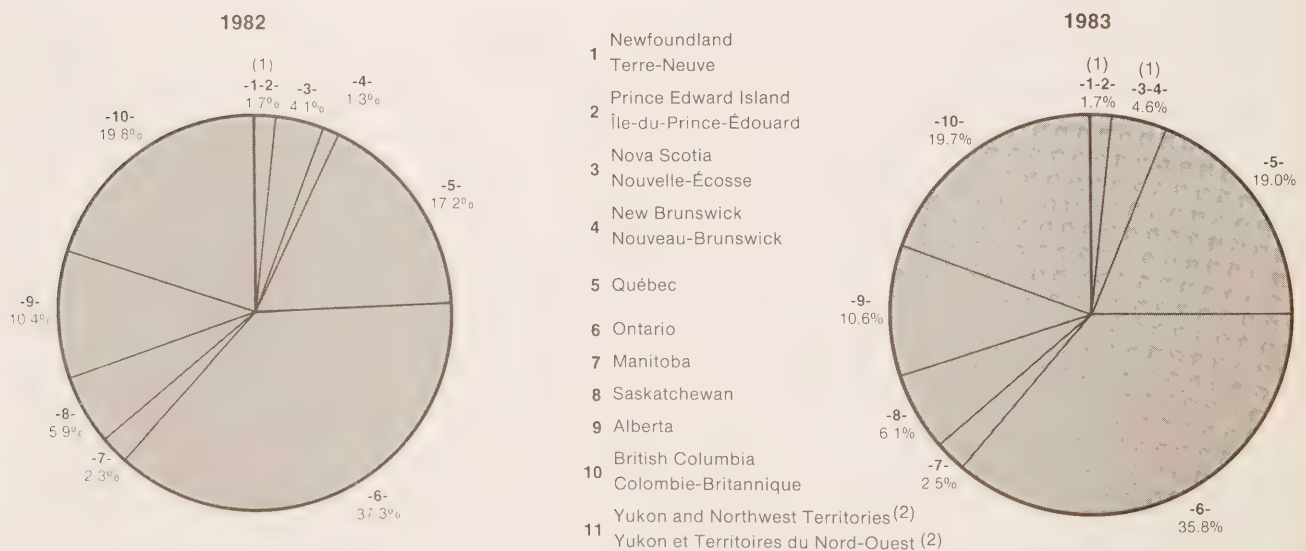 1982
(1)
-1-2-
1.7%
-3-
4.1%
-4-
1.3%
-5-
17.2%
-6-
37.3%
-7-
2.3%
-8-
5.9%
-9-
10.4%
-10-
19.8%
1 Newfoundland
Terre-Neuve
2 Prince Edward Island
Île-du-Prince-Édouard
3 Nova Scotia
Nouvelle-Écosse
4 New Brunswick
Nouveau-Brunswick
5 Québec
6 Ontario
7 Manitoba
8 Saskatchewan
9 Alberta
10 British Columbia
Colombie-Britannique
11 Yukon and Northwest Territories (2)
Yukon et Territoires du Nord-Ouest (2)
1983
(1)
-1-2-
1.7%
(1)
-3-4-
4.6%
-5-
19.0%
-6-
35.8%
-7-
2.5%
-8-
6.1%
-9-
10.6%
-10-
19.7%